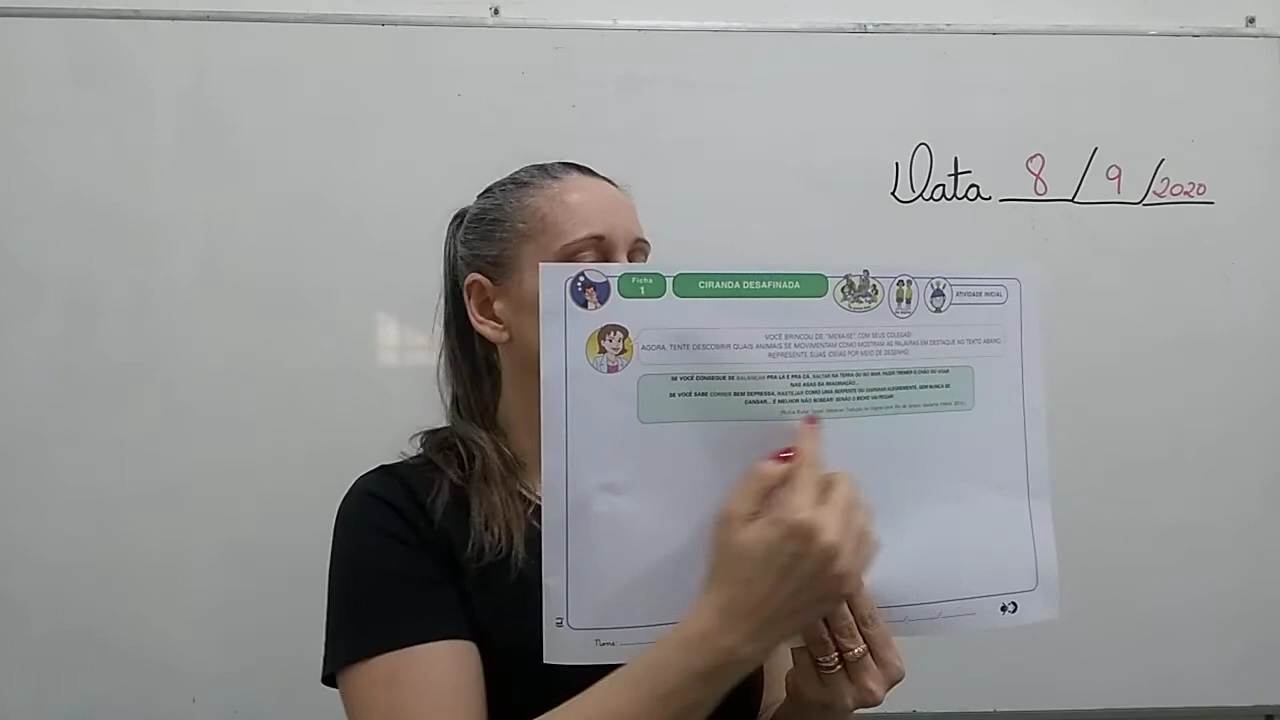 Data 8/9/2020
Ficha
1
CIRANDA DESAFINADA
ATIVIDADE INICIAL
VOCÊ BRINCOU DE "MEXA-SE" COM SEUS COLEGAS!
AGORA, TENTE DESCOBRIR QUAIS ANIMAIS SE MOVIMENTAM COMO MOSTRAM AS PALAVRAS EM DESTAQUE NO TEXTO ABAIXO.
REPRESENTE SUAS IDEIAS POR MEIO DE DESENHO.
SE VOCÊ CONSEGUE SE BALANÇAR PRA LÁ E PRA CÁ, SALTAR NA TERRA OU NO MAR, FAZER TREMER O CHÃO OU VOAR
NAS ASAS DA IMAGINAÇÃO...
SE VOCÊ SABE CORRER BEM DEPRESSA, RASTEJAR COMO UMA SERPENTE OU DISPARAR ALEGREMENTE, SEM NUNCA SE
CANSAR... É MELHOR NÃO BOBEAR! SENÃO O BICHO VAI PEGAR!
Nome: